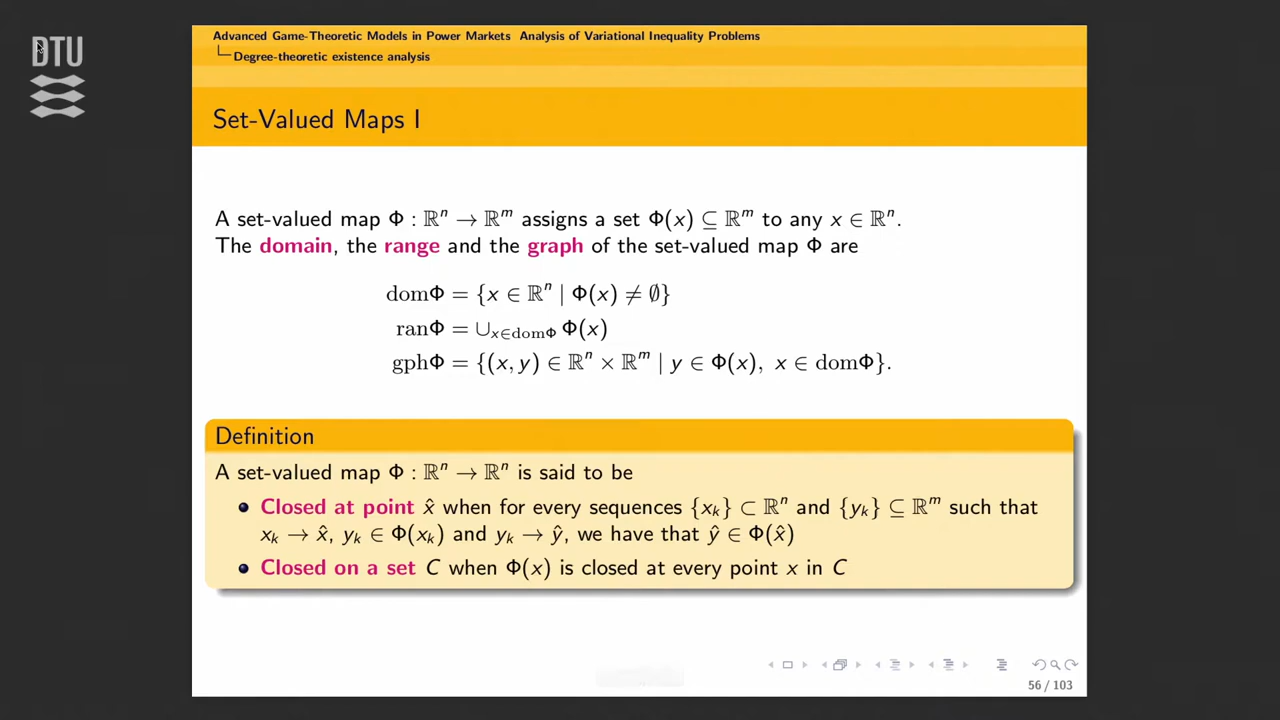 DTU
Advanced Game-Theoretic Models in Power Markets Analysis of Variational Inequality Problems
Degree-theoretic existence analysis
Set-Valued Maps I
A set-valued map Φ : ℝⁿ → ℝᵐ assigns a set Φ(x) ⊆ ℝᵐ to any x ∈ ℝⁿ.
The domain, the range and the graph of the set-valued map Φ are
domΦ = {x ∈ ℝⁿ | Φ(x) ≠ ∅}
ranΦ = ∪_{x∈domΦ} Φ(x)
gphΦ = {(x, y) ∈ ℝⁿ × ℝᵐ | y ∈ Φ(x), x ∈ domΦ}.
Definition
A set-valued map Φ : ℝⁿ → ℝⁿ is said to be
• Closed at point x̂ when for every sequences {xₖ} ⊂ ℝⁿ and {yₖ} ⊆ ℝᵐ such that
xₖ → x̂, yₖ ∈ Φ(xₖ) and yₖ → ŷ, we have that ŷ ∈ Φ(x̂)
• Closed on a set C when Φ(x) is closed at every point x in C
56 / 103